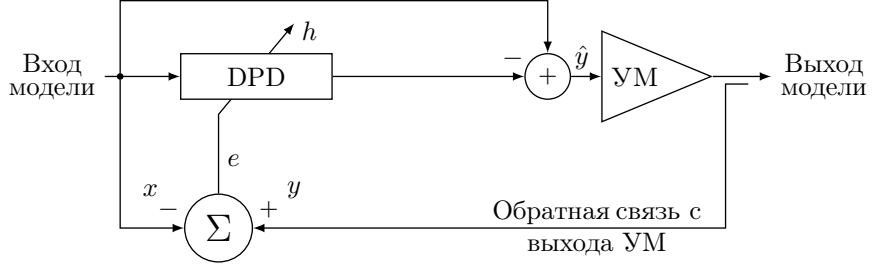 h
Вход
модели
DPD
−
+
ŷ
УМ
Выход
модели
e
x
−
Σ
+
y
Обратная связь с
выхода УМ